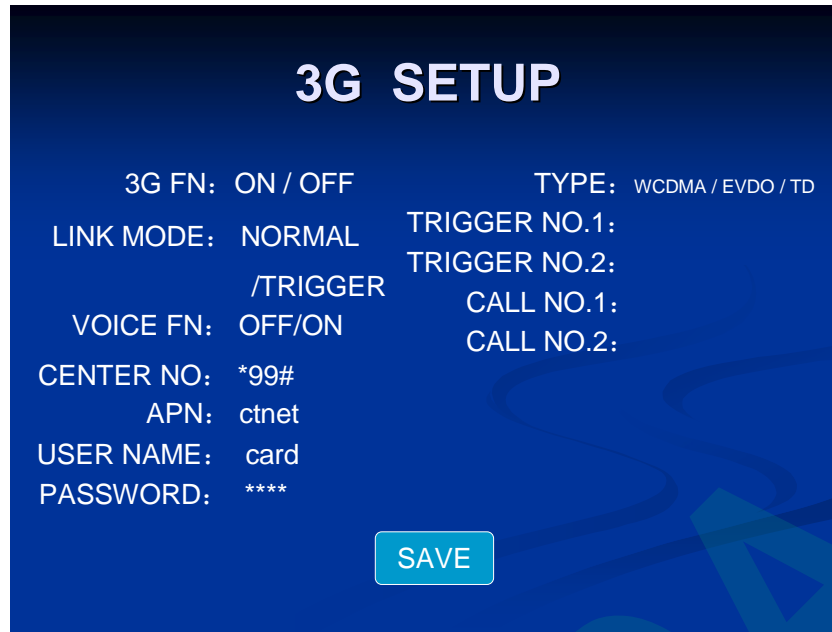 3G SETUP
3G FN： ON / OFF
LINK MODE： NORMAL
/TRIGGER
VOICE FN： OFF/ON
CENTER NO： *99#
APN： ctnet
USER NAME： card
PASSWORD： ****
TYPE： WCDMA / EVDO / TD
TRIGGER NO.1：
TRIGGER NO.2：
CALL NO.1：
CALL NO.2：
SAVE